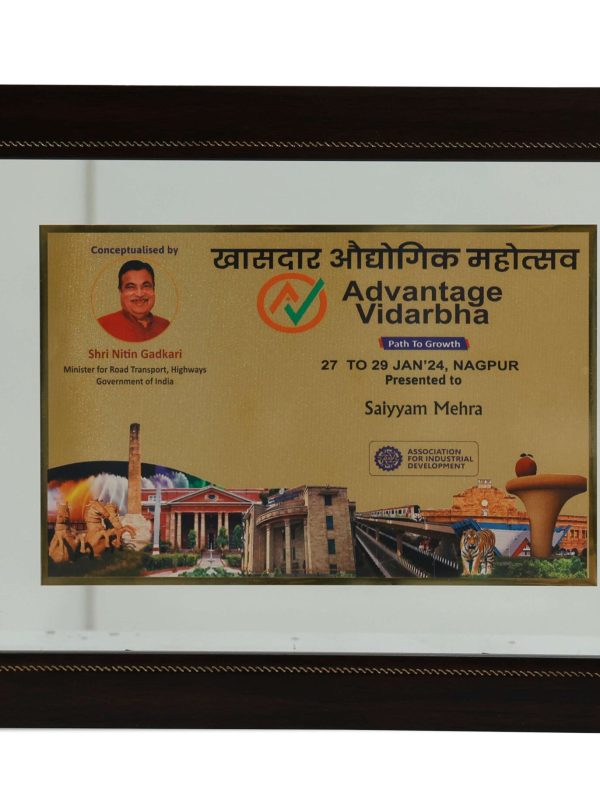 Conceptualised by
Shri Nitin Gadkari
Minister for Road Transport, Highways
Government of India
खासदार औद्योगिक महोत्सव
Advantage
Vidarbha
Path To Growth
27 TO 29 JAN'24, NAGPUR
Presented to
Saiyyam Mehra
ASSOCIATION
FOR INDUSTRIAL
DEVELOPMENT